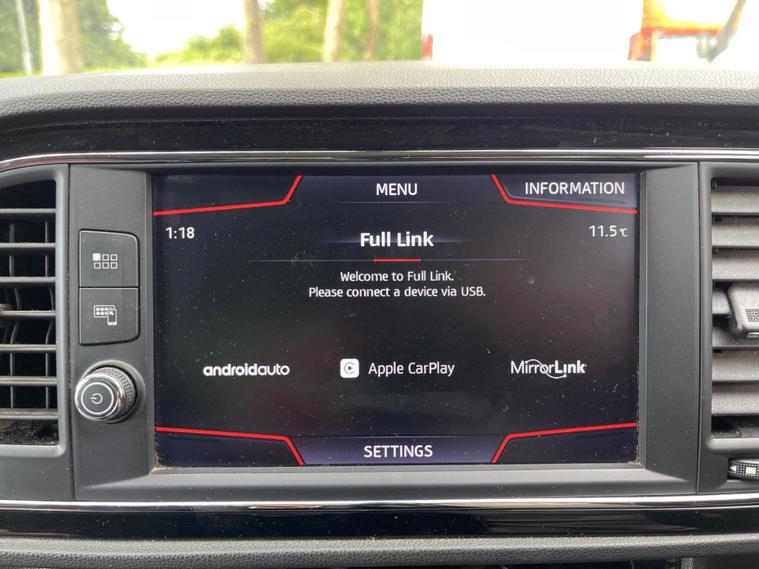 MENU
INFORMATION
1:18
11.5℃
Full Link
Welcome to Full Link.
Please connect a device via USB.
androidauto
Apple CarPlay
MirrorLink
SETTINGS